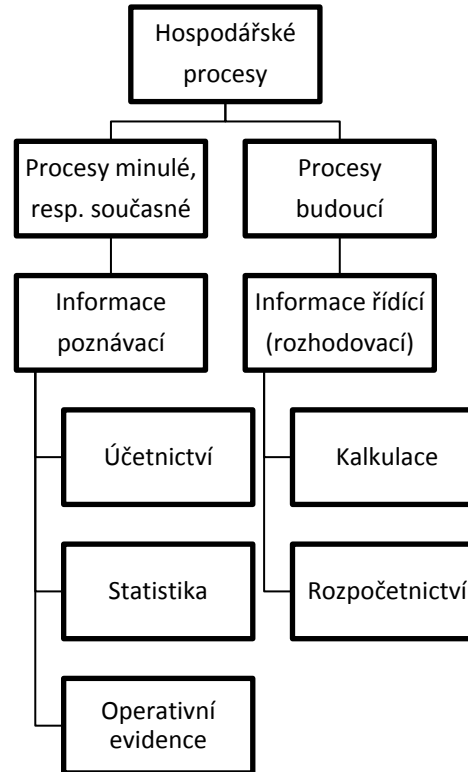 Hospodářské
procesy
Procesy minulé,
resp. současné
Procesy
budoucí
Informace
poznávací
Informace řídící
(rozhodovací)
Účetnictví
Kalkulace
Statistika
Rozpočetnictví
Operativní
evidence